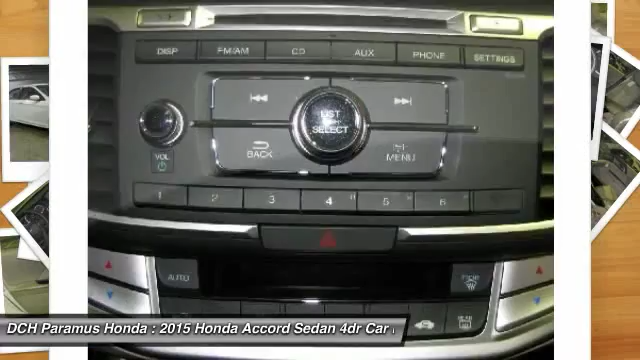 DISP FM/AM CD AUX PHONE SETTINGS
LIST
SELECT
VOL
BACK
MENU
1 2 3 4 5 6
AUTO
REAR
DCH Paramus Honda : 2015 Honda Accord Sedan 4dr Car